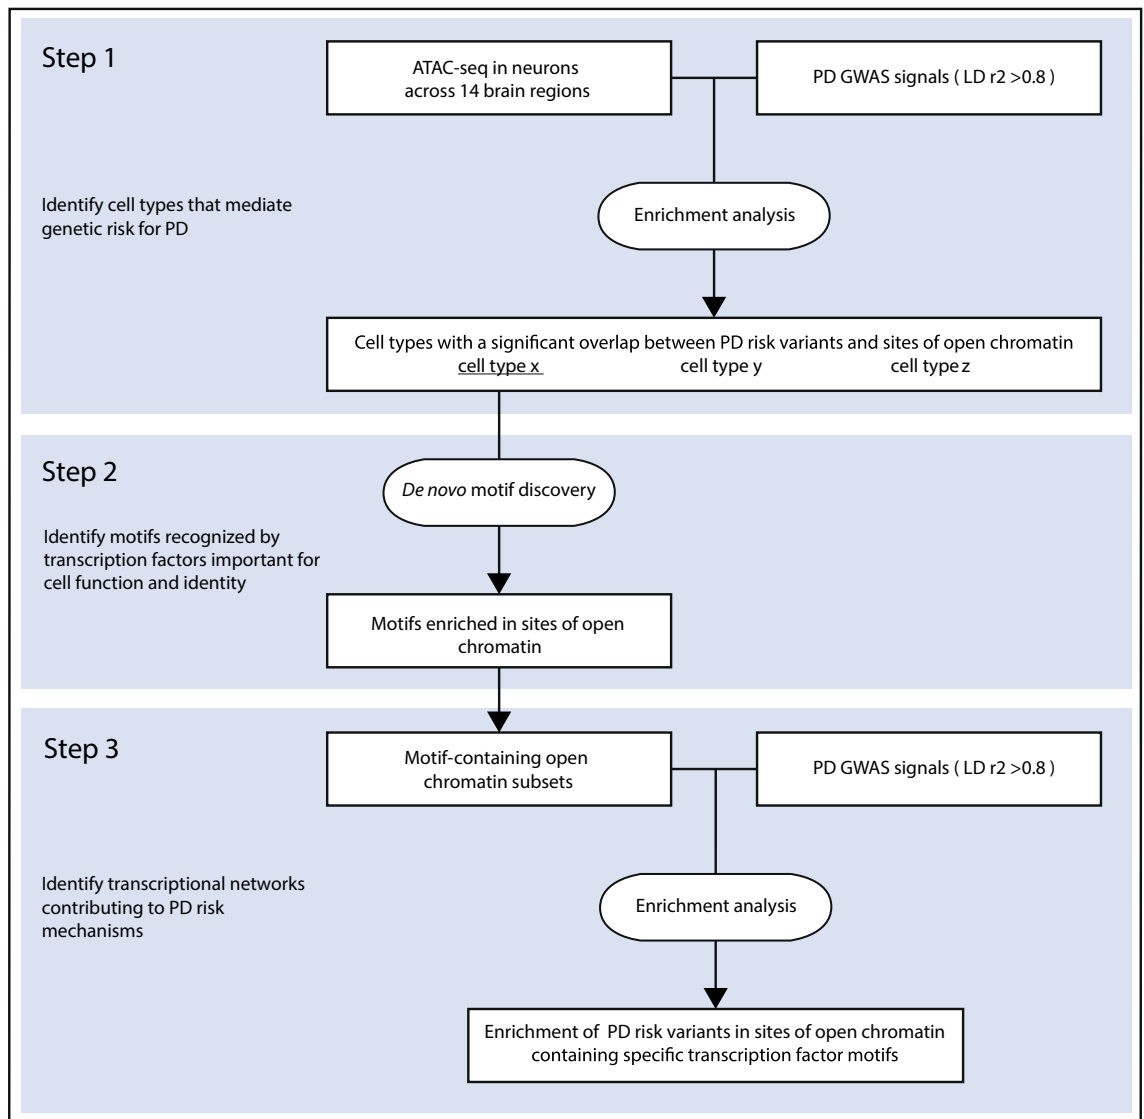 Step 1
ATAC-seq in neurons
across 14 brain regions
PD GWAS signals ( LD r2 >0.8 )
Identify cell types that mediate
genetic risk for PD
Enrichment analysis
Cell types with a significant overlap between PD risk variants and sites of open chromatin
cell type x cell type y cell type z
Step 2
De novo motif discovery
Identify motifs recognized by
transcription factors important for
cell function and identity
Motifs enriched in sites of open
chromatin
Step 3
Motif-containing open
chromatin subsets
PD GWAS signals ( LD r2 >0.8 )
Identify transcriptional networks
contributing to PD risk
mechanisms
Enrichment analysis
Enrichment of PD risk variants in sites of open chromatin
containing specific transcription factor motifs